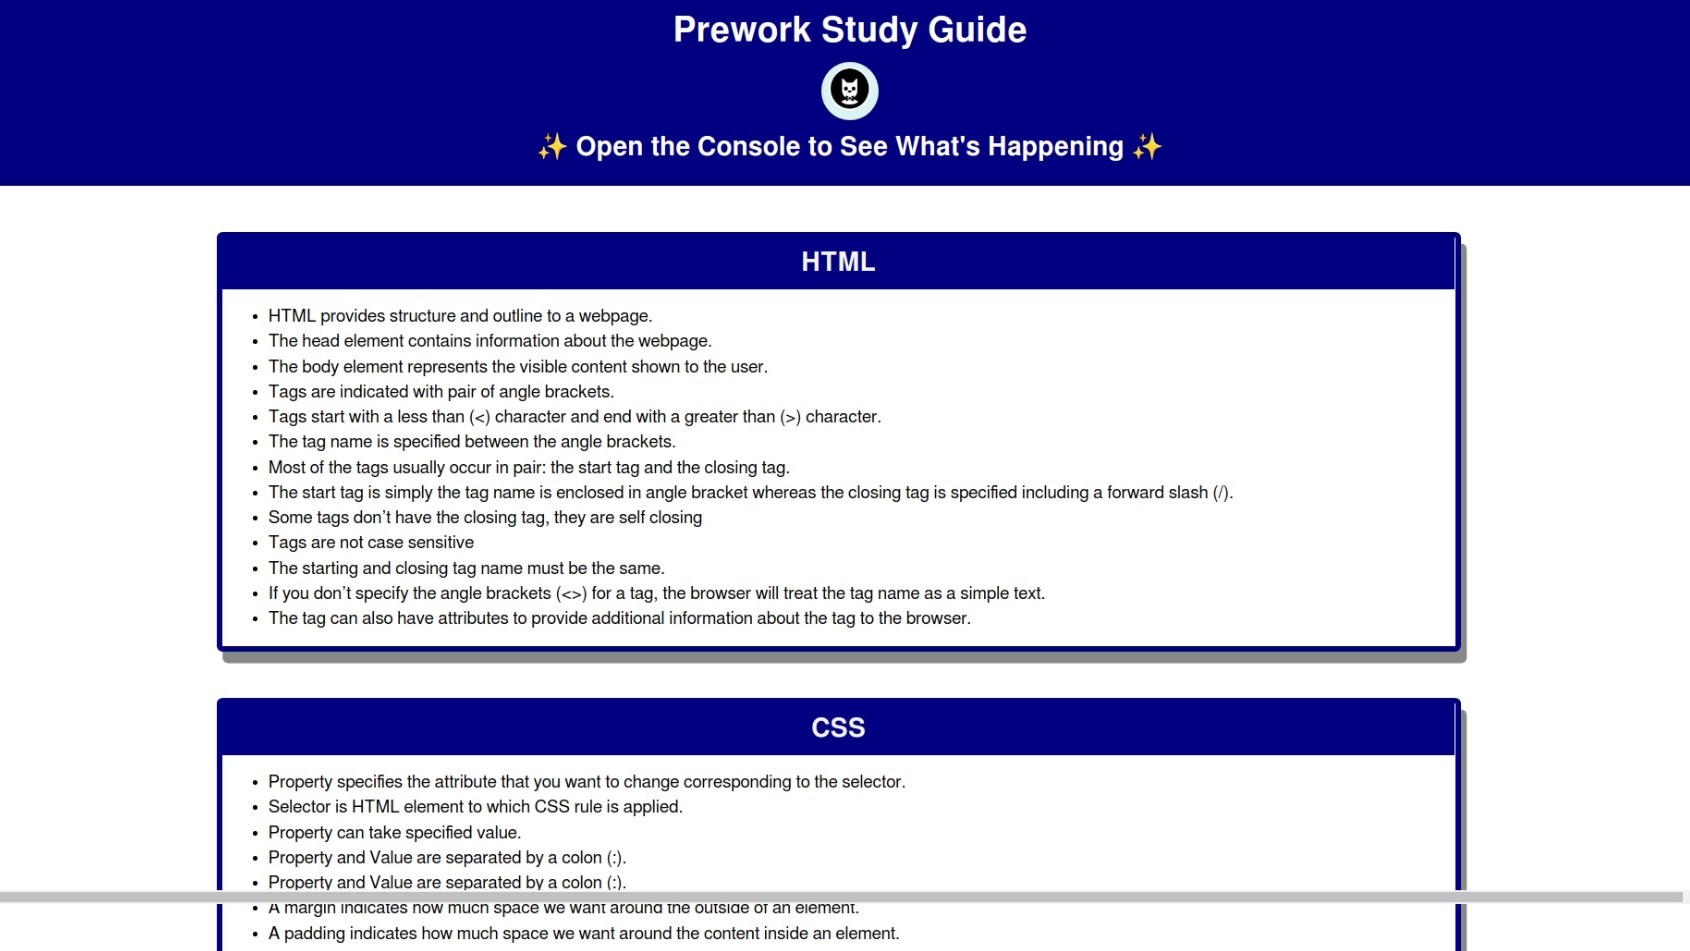 Prework Study Guide
✨ Open the Console to See What's Happening ✨
HTML
• HTML provides structure and outline to a webpage.
• The head element contains information about the webpage.
• The body element represents the visible content shown to the user.
• Tags are indicated with pair of angle brackets.
• Tags start with a less than (<) character and end with a greater than (>) character.
• The tag name is specified between the angle brackets.
• Most of the tags usually occur in pair: the start tag and the closing tag.
• The start tag is simply the tag name is enclosed in angle bracket whereas the closing tag is specified including a forward slash (/).
• Some tags don’t have the closing tag, they are self closing
• Tags are not case sensitive
• The starting and closing tag name must be the same.
• If you don’t specify the angle brackets (<>) for a tag, the browser will treat the tag name as a simple text.
• The tag can also have attributes to provide additional information about the tag to the browser.
CSS
• Property specifies the attribute that you want to change corresponding to the selector.
• Selector is HTML element to which CSS rule is applied.
• Property can take specified value.
• Property and Value are separated by a colon (:).
• Property and Value are separated by a colon (:).
• A margin indicates how much space we want around the outside of an element.
• A padding indicates how much space we want around the content inside an element.